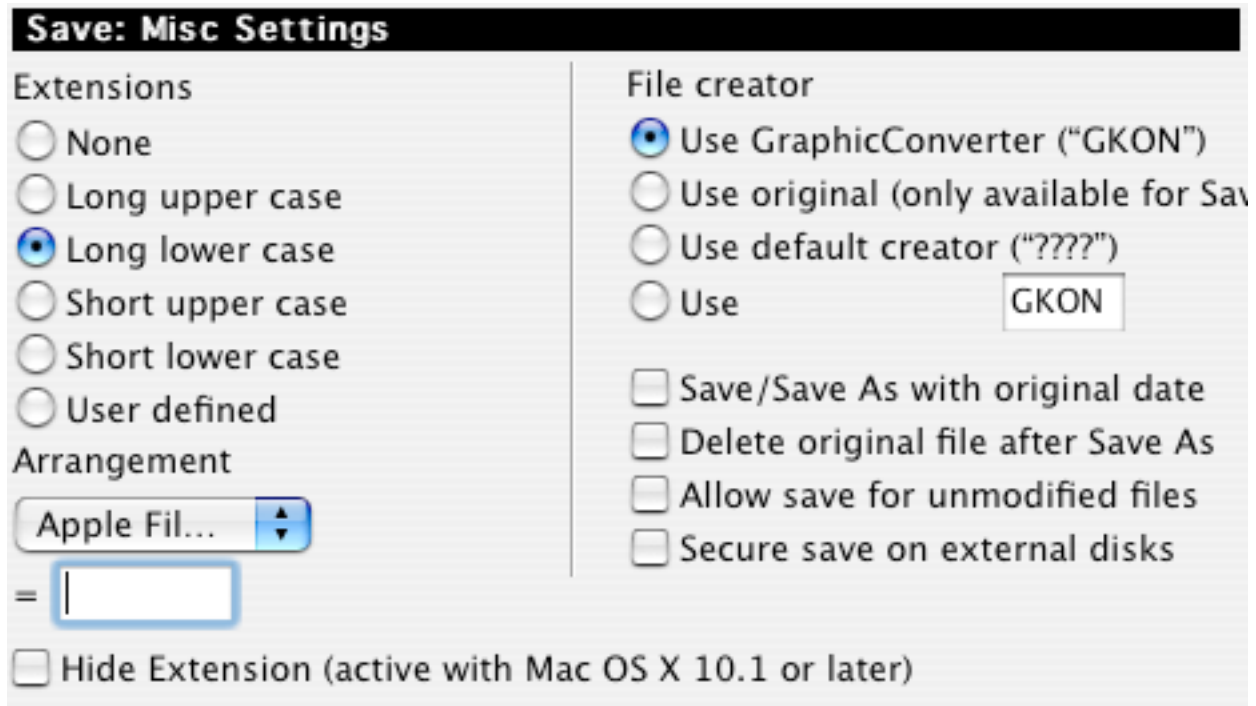 Save: Misc Settings
Extensions
None
Long upper case
Long lower case
Short upper case
Short lower case
User defined
Arrangement
Apple Fil...
=
Hide Extension (active with Mac OS X 10.1 or later)
File creator
Use GraphicConverter (“GKON”)
Use original (only available for Sav
Use default creator (“????”)
Use GKON
Save/Save As with original date
Delete original file after Save As
Allow save for unmodified files
Secure save on external disks